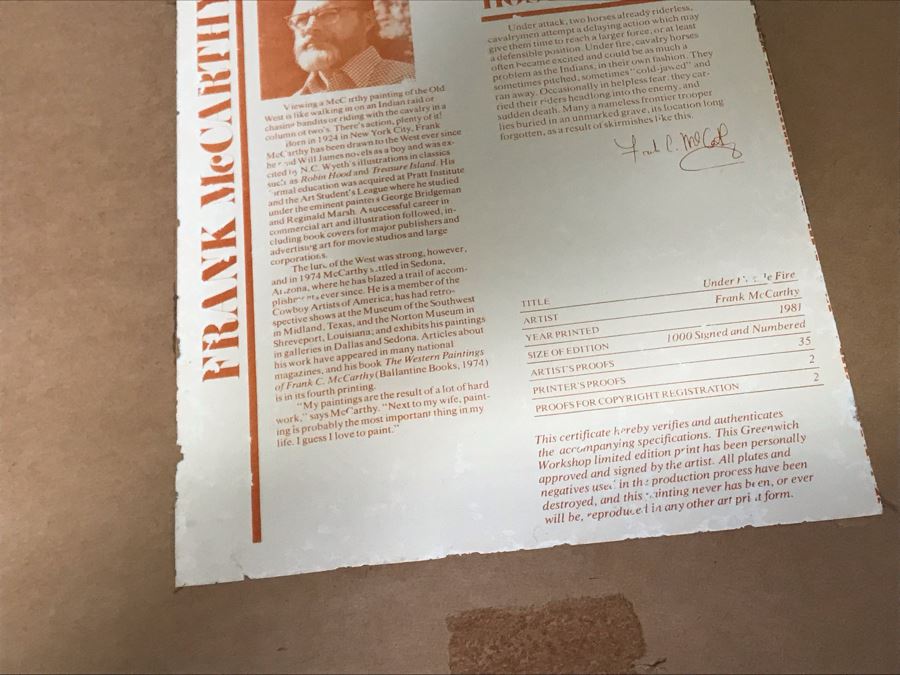 FRANK McCARTHY
Viewing a McC rthy painting of the Old
West is like walking in on an Indian raid or
chasing bandits or riding with the cavalry in a
column of two's. There's action, plenty of it!
Born in 1924 in New York City, Frank
McCarthy has been drawn to the West ever since
he Will James novels as a boy and was ex-
cited by N.C. Wyeth's illustrations in classics
such as Robin Hood and Treasure Island. His
formal education was acquired at Pratt Institute
and the Art Student's League where he studied
under the eminent painters George Bridgeman
and Reginald Marsh. A successful career in
commercial art and illustration followed, in-
cluding book covers for major publishers and
advertising art for movie studios and large
corporations.
The lure of the West was strong, however,
and in 1974 McCarthy settled in Sedona,
Arizona, where he has blazed a trail of accom-
plishments ever since. He is a member of the
Cowboy Artists of America, has had retro-
spective shows at the Museum of the Southwest
in Midland, Texas, and the Norton Museum in
Shreveport, Louisiana; and exhibits his paintings
in galleries in Dallas and Sedona. Articles about
his work have appeared in many national
magazines, and his book The Western Paintings
of Frank C. McCarthy (Ballantine Books, 1974)
is in its fourth printing.
"My paintings are the result of a lot of hard
work," says McCarthy. "Next to my wife, paint-
ing is probably the most important thing in my
life. I guess I love to paint."
Under attack, two horses already riderless,
cavalrymen attempt a delaying action which may
give them time to reach a larger force, or at least
a defensible position. Under fire, cavalry horses
often became excited and could be as much a
problem as the Indians, in their own fashion. They
sometimes pitched, sometimes "cold-jawed" and
ran away. Occasionally in helpless fear, they car-
ried their riders headlong into the enemy, and
sudden death. Many a nameless frontier trooper
lies buried in an unmarked grave, its location long
forgotten, as a result of skirmishes like this.
Frank C. McCarthy
TITLE Under Fire
ARTIST Frank McCarthy
YEAR PRINTED 1981
SIZE OF EDITION 1000 Signed and Numbered
ARTIST'S PROOFS 35
PRINTER'S PROOFS 2
PROOFS FOR COPYRIGHT REGISTRATION 2
This certificate hereby verifies and authenticates
the accompanying specifications. This Greenwich
Workshop limited edition print has been personally
approved and signed by the artist. All plates and
negatives used in the production process have been
destroyed, and this painting never has been, or ever
will be, reproduced in any other art print form.